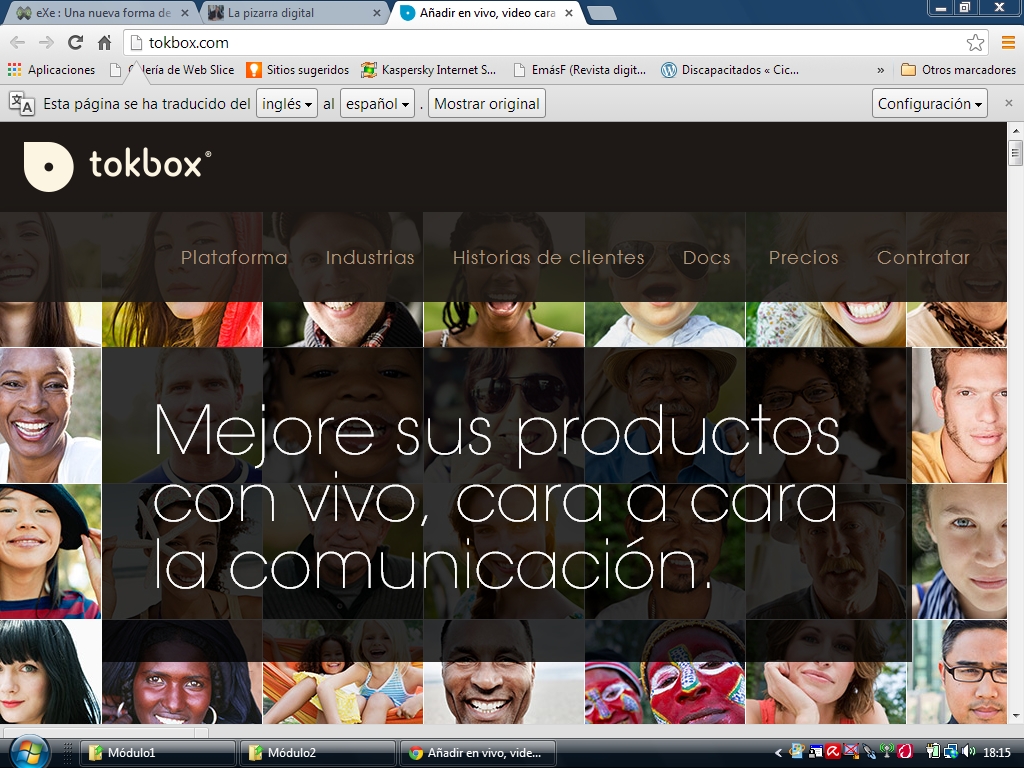 eXe : Una nueva forma de
La pizarra digital
Añadir en vivo, video cara
tokbox.com
Aplicaciones
lería de Web Slice
Sitios sugeridos
Kaspersky Internet S...
EmásF (Revista digit...
Discapacitados « Cic...
»
Otros marcadores
Esta página se ha traducido del inglés al español . Mostrar original
Configuración
tokbox®
Plataforma Industrias Historias de clientes Docs Precios Contratar
Mejore sus productos
con vivo, cara a cara
la comunicación.
Módulo1
Módulo2
Añadir en vivo, vide...
18:15